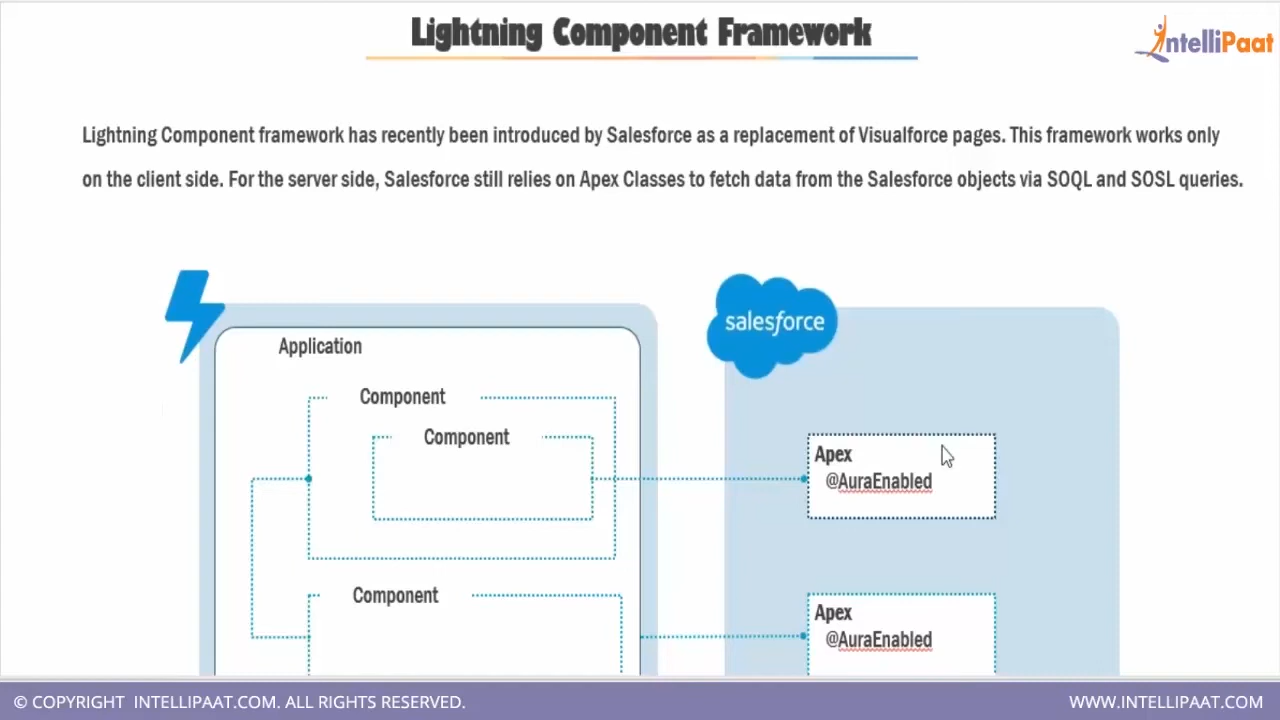 Lightning Component Framework
IntelliPaat
Lightning Component framework has recently been introduced by Salesforce as a replacement of Visualforce pages. This framework works only
on the client side. For the server side, Salesforce still relies on Apex Classes to fetch data from the Salesforce objects via SOQL and SOSL queries.
salesforce
Application
Component
Component
Apex
@AuraEnabled
Component
Apex
@AuraEnabled
© COPYRIGHT INTELLIPAAT.COM. ALL RIGHTS RESERVED.
WWW.INTELLIPAAT.COM